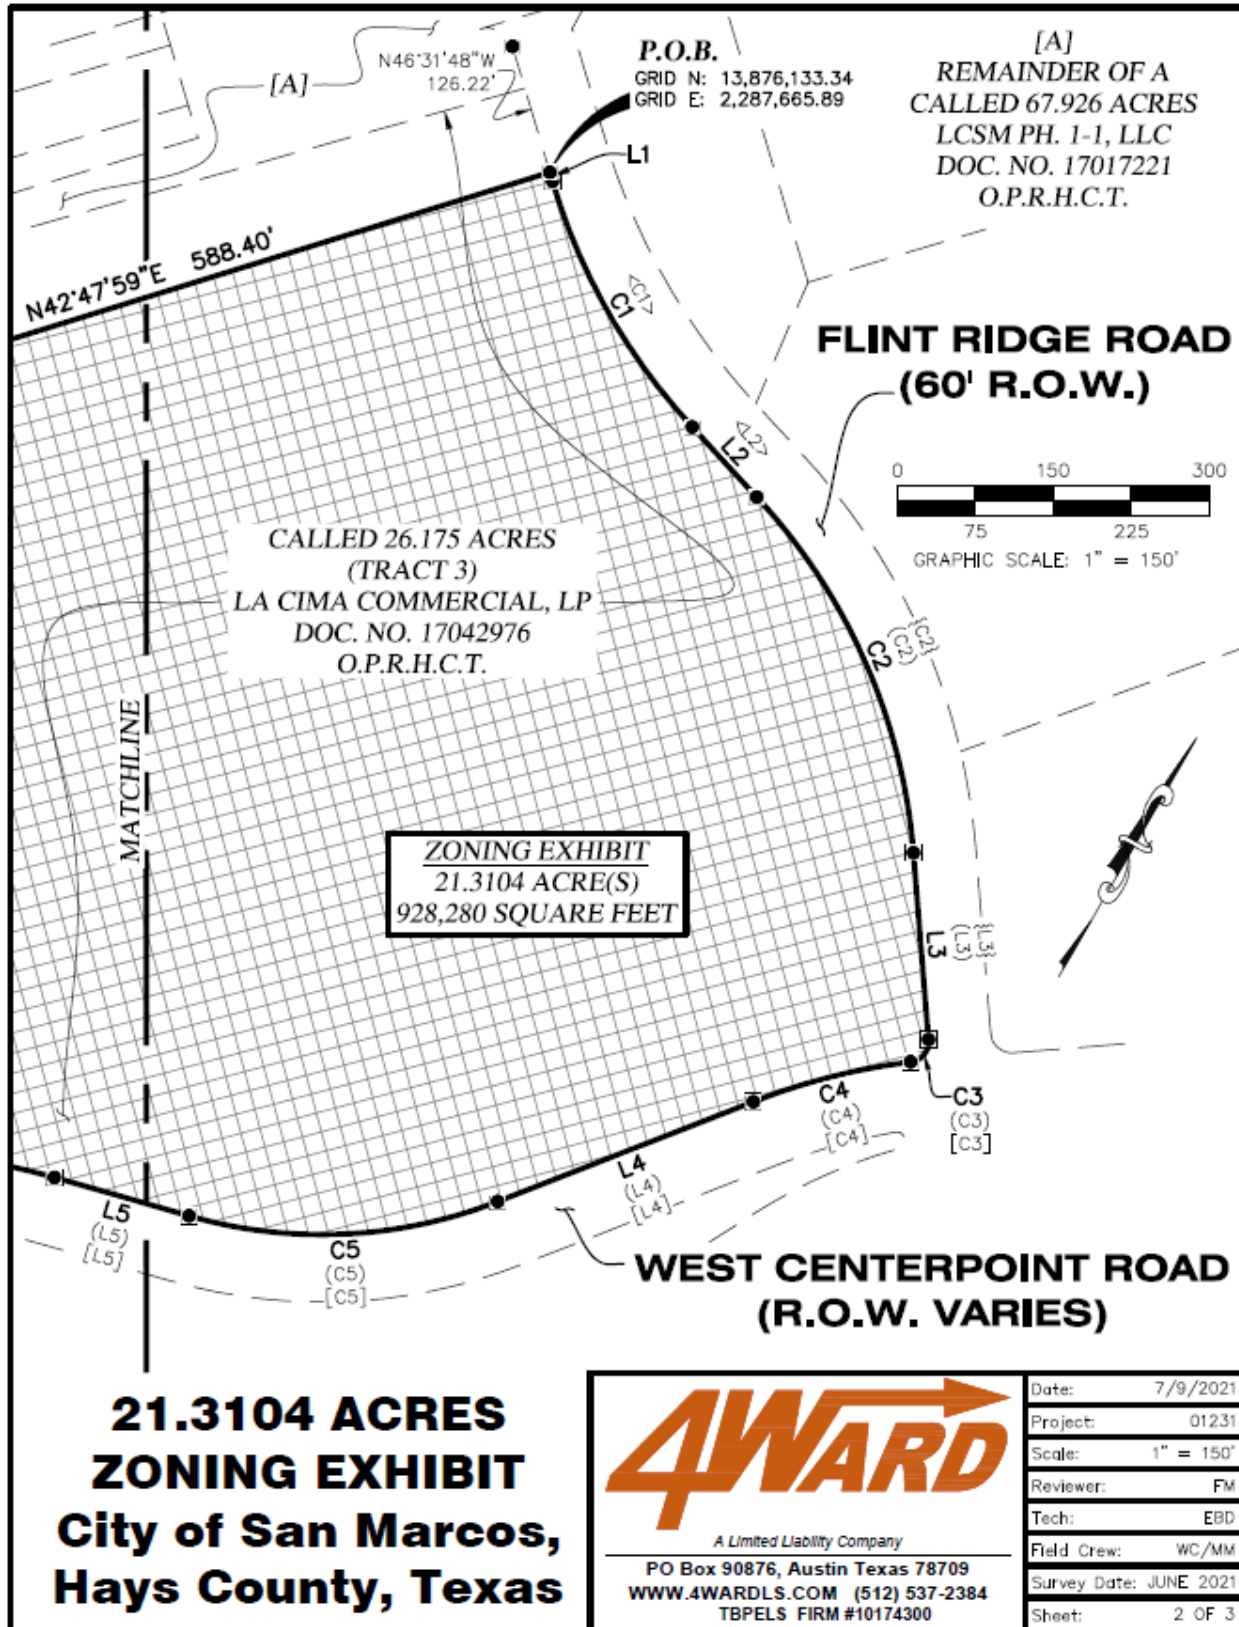 [A]
N46°31'48"W
126.22'
P.O.B.
GRID N: 13,876,133.34
GRID E: 2,287,665.89
[A]
REMAINDER OF A
CALLED 67.926 ACRES
LCSM PH. 1-1, LLC
DOC. NO. 17017221
O.P.R.H.C.T.
L1
N42°47'59"E 588.40'
C1
<C1>
FLINT RIDGE ROAD
(60' R.O.W.)
L2
<L2>
0 150 300
75 225
GRAPHIC SCALE: 1" = 150'
CALLED 26.175 ACRES
(TRACT 3)
LA CIMA COMMERCIAL, LP
DOC. NO. 17042976
O.P.R.H.C.T.
C2
(C2)
{C2}
MATCHLINE
ZONING EXHIBIT
21.3104 ACRE(S)
928,280 SQUARE FEET
L3
(L3)
{L3}
C3
(C3)
[C3]
C4
(C4)
[C4]
L4
(L4)
[L4]
L5
(L5)
[L5]
C5
(C5)
[C5]
WEST CENTERPOINT ROAD
(R.O.W. VARIES)
21.3104 ACRES
ZONING EXHIBIT
City of San Marcos,
Hays County, Texas
4WARD
A Limited Liability Company
PO Box 90876, Austin Texas 78709
WWW.4WARDLS.COM (512) 537-2384
TBPELS FIRM #10174300
Date: 7/9/2021
Project: 01231
Scale: 1" = 150'
Reviewer: FM
Tech: EBD
Field Crew: WC/MM
Survey Date: JUNE 2021
Sheet: 2 OF 3